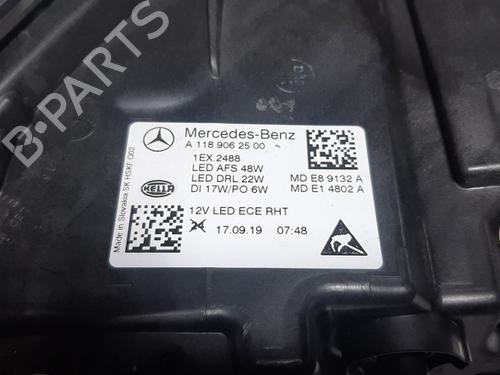 B-PARTS
Mercedes-Benz
A 118 906 25 00
1EX.2488
LED AFS 48W
LED DRL 22W
DI 17W/PO 6W
MD E8 9132 A
MD E1 4802 A
HELLA
12V LED ECE RHT
17.09.19 07:48
Made in Slovakia SK HSKF Q02